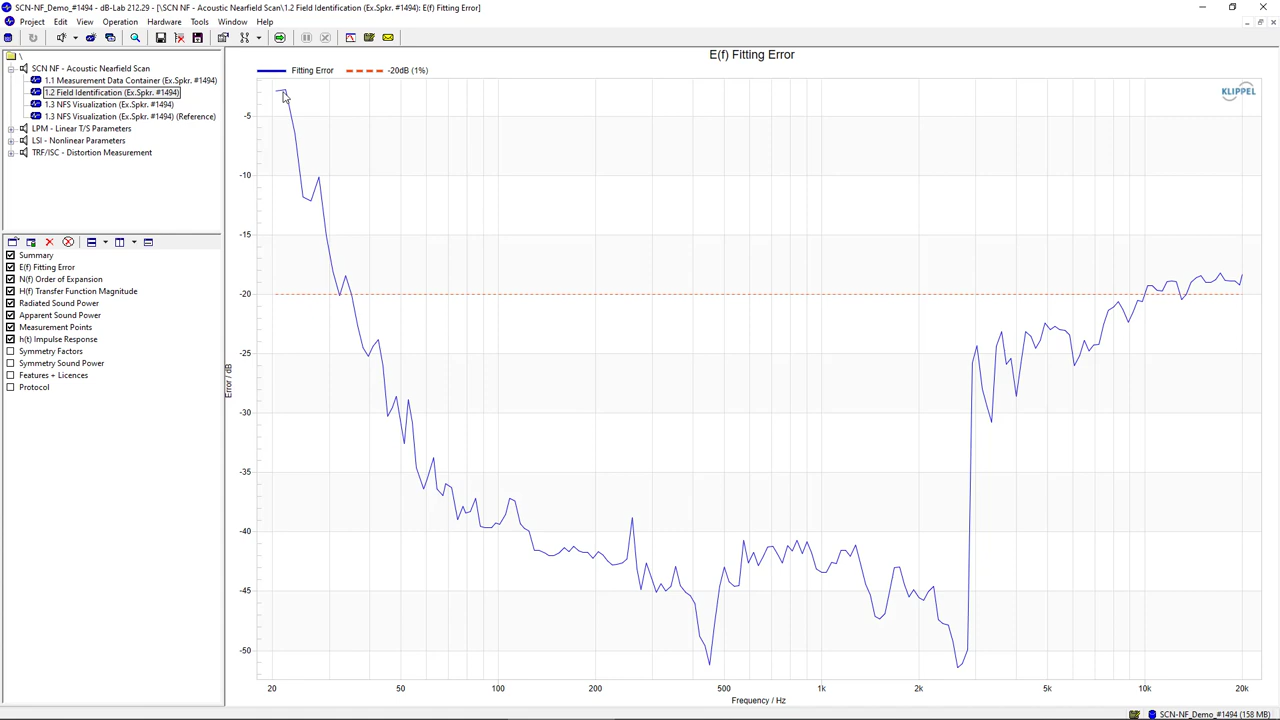 SCN-NF_Demo_#1494 - dB-Lab 212.29 - [\SCN NF - Acoustic Nearfield Scan\1.2 Field Identification (Ex.Spkr. #1494): E(f) Fitting Error]
Project Edit View Operation Hardware Tools Window Help
\
SCN NF - Acoustic Nearfield Scan
1.1 Measurement Data Container (Ex.Spkr. #1494)
1.2 Field Identification (Ex.Spkr. #1494)
1.3 NFS Visualization (Ex.Spkr. #1494)
1.3 NFS Visualization (Ex.Spkr. #1494) (Reference)
LPM - Linear T/S Parameters
LSI - Nonlinear Parameters
TRF/ISC - Distortion Measurement
Summary
E(f) Fitting Error
N(f) Order of Expansion
H(f) Transfer Function Magnitude
Radiated Sound Power
Apparent Sound Power
Measurement Points
h(t) Impulse Response
Symmetry Factors
Symmetry Sound Power
Features + Licences
Protocol
E(f) Fitting Error
Fitting Error -20dB (1%)
KLIPPEL
-5
-10
-15
-20
-25
-30
-35
-40
-45
-50
Error / dB
20 50 100 200 500 1k 2k 5k 10k 20k
Frequency / Hz
SCN-NF_Demo_#1494 (158 MB)